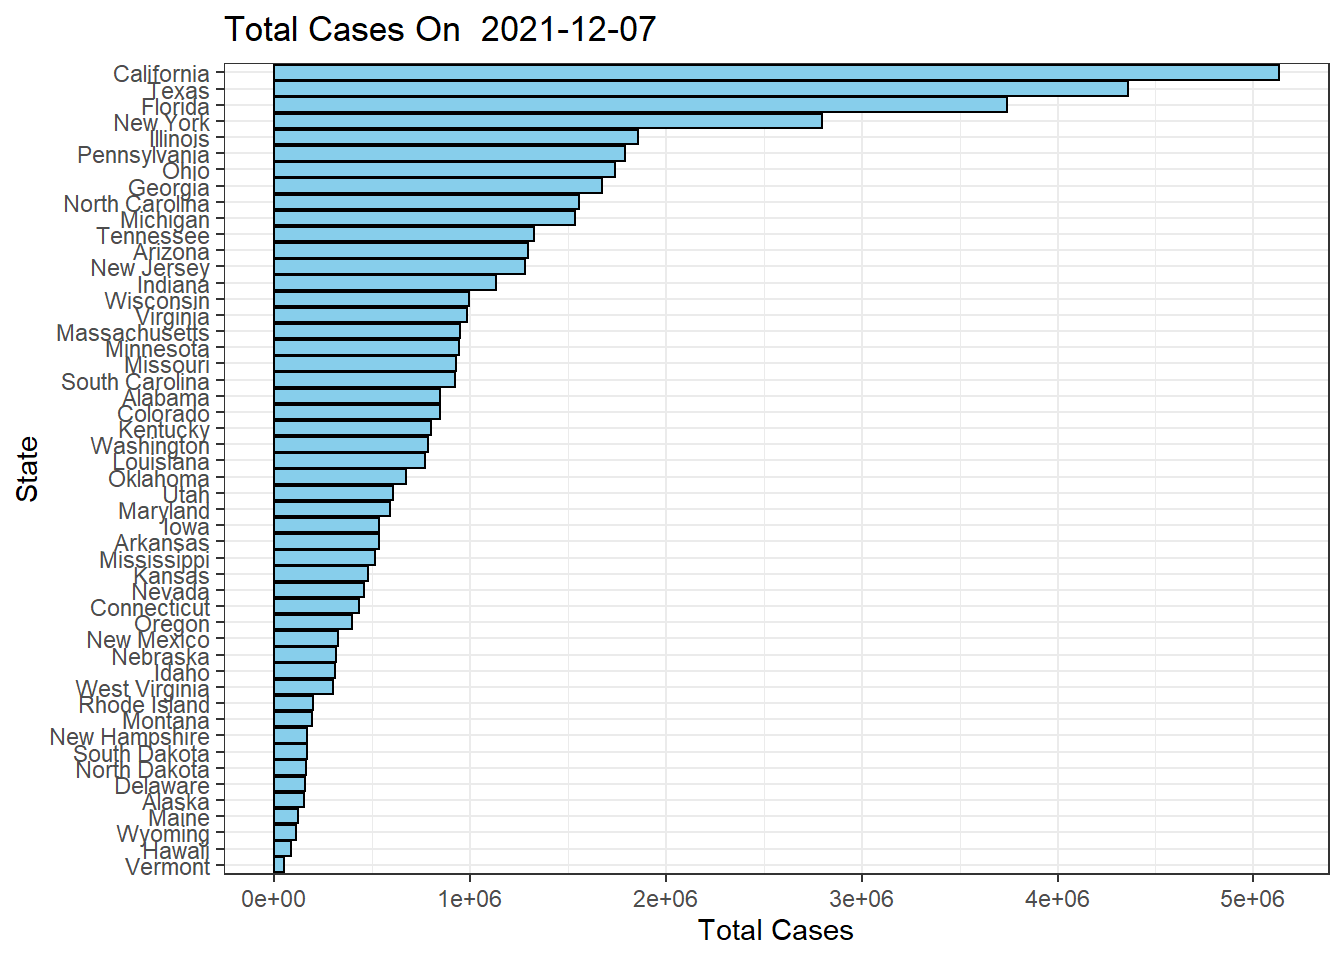 Total Cases On  2021-12-07
California
Texas
Florida
New York
Illinois
Pennsylvania
Ohio
Georgia
North Carolina
Michigan
Tennessee
Arizona
New Jersey
Indiana
Wisconsin
Virginia
Massachusetts
Minnesota
Missouri
South Carolina
Alabama
Colorado
Kentucky
Washington
Louisiana
Oklahoma
Utah
Maryland
Iowa
Arkansas
Mississippi
Kansas
Nevada
Connecticut
Oregon
New Mexico
Nebraska
Idaho
West Virginia
Rhode Island
Montana
New Hampshire
South Dakota
North Dakota
Delaware
Alaska
Maine
Wyoming
Hawaii
Vermont
State
0e+00 1e+06 2e+06 3e+06 4e+06 5e+06
Total Cases